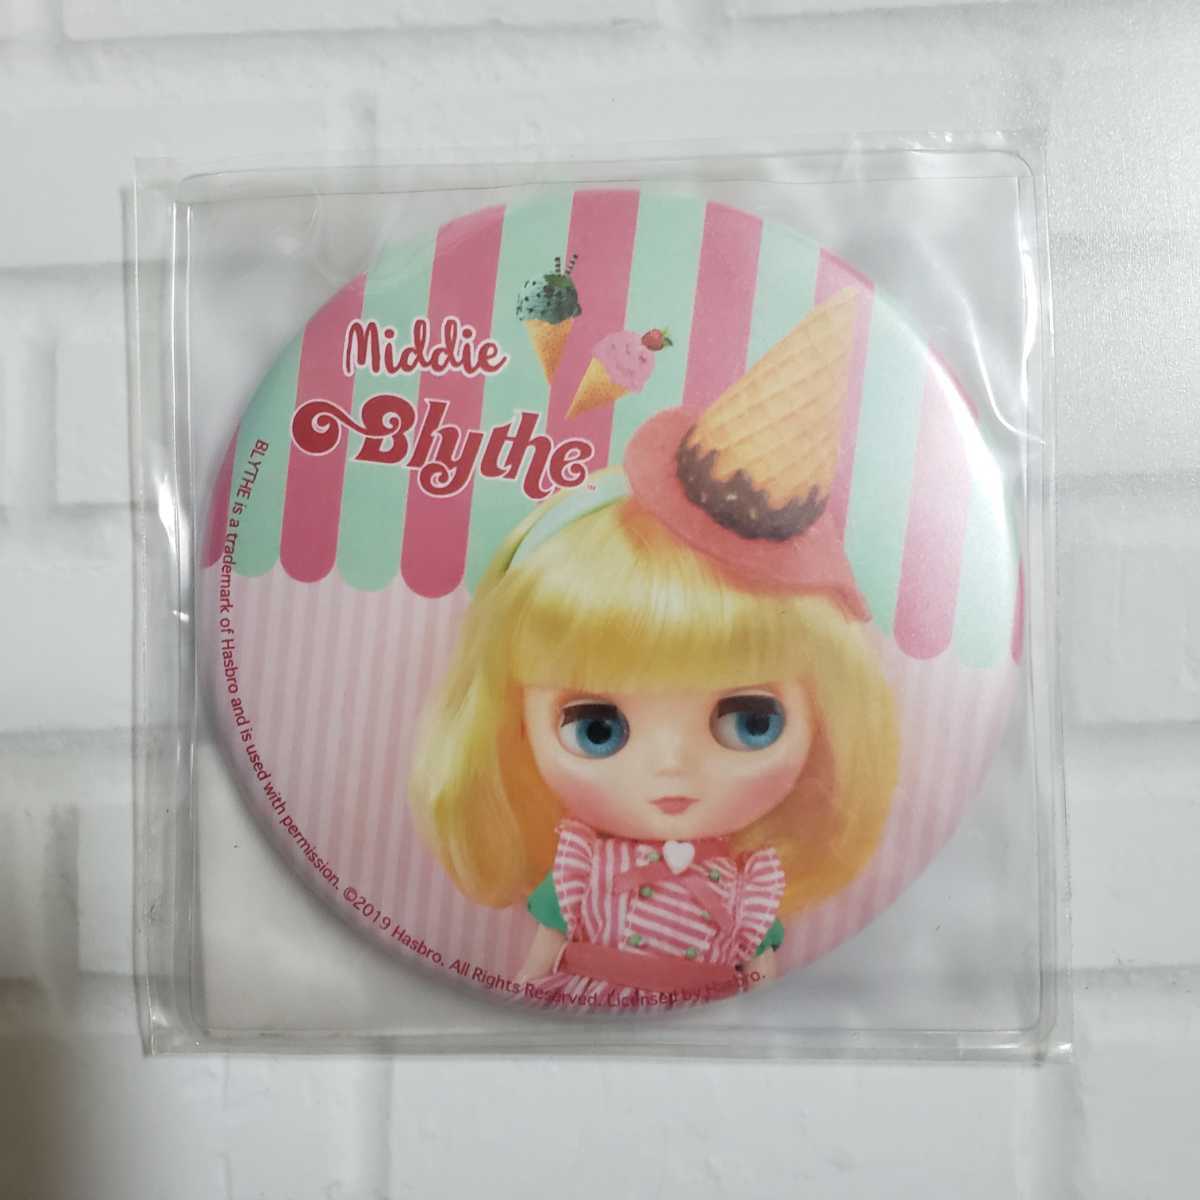 Middie
Blythe™
BLYTHE is a trademark of Hasbro and is used with permission. ©2019 Hasbro. All Rights Reserved. Licensed by Hasbro.